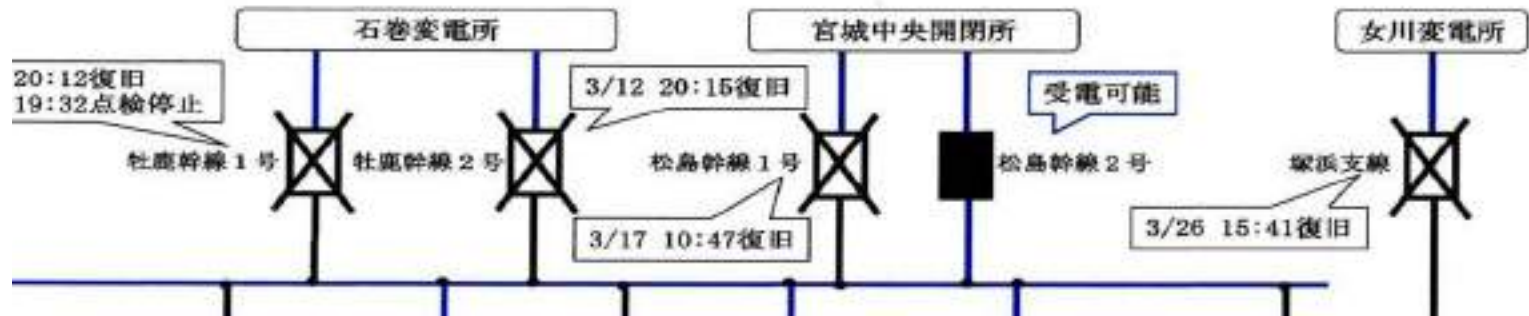 石巻変電所
宮城中央開閉所
女川変電所
20:12復旧
19:32点検停止
3/12 20:15復旧
受電可能
牡鹿幹線1号
牡鹿幹線2号
松島幹線1号
松島幹線2号
塚浜支線
3/17 10:47復旧
3/26 15:41復旧